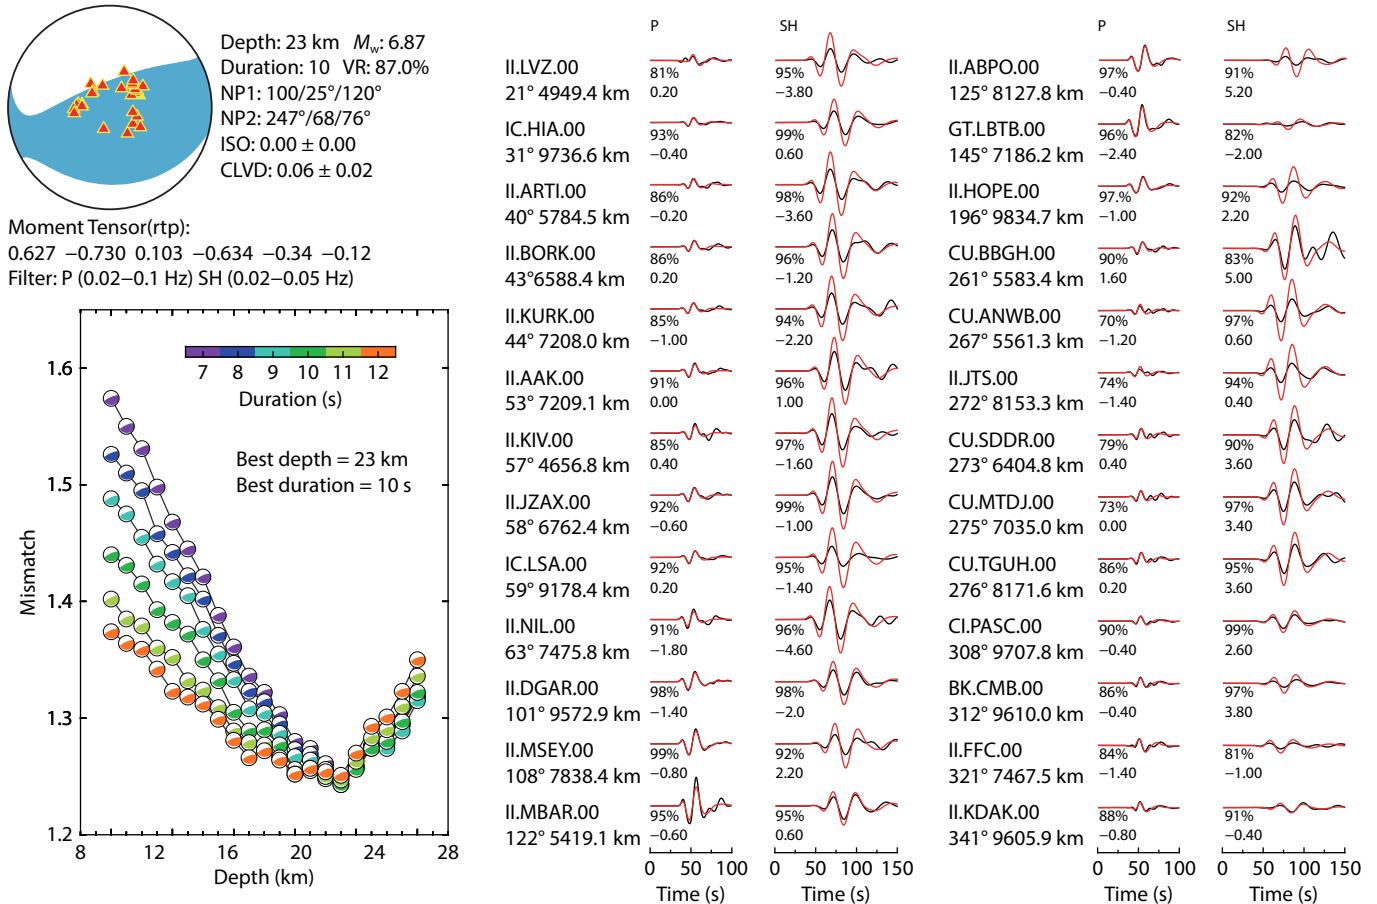 Depth: 23 km Mw: 6.87
Duration: 10 VR: 87.0%
NP1: 100/25°/120°
NP2: 247°/68/76°
ISO: 0.00 ± 0.00
CLVD: 0.06 ± 0.02
Moment Tensor(rtp):
0.627 −0.730 0.103 −0.634 −0.34 −0.12
Filter: P (0.02−0.1 Hz) SH (0.02−0.05 Hz)
7 8 9 10 11 12
Duration (s)
Best depth = 23 km
Best duration = 10 s
Mismatch
1.6
1.5
1.4
1.3
1.2
8 12 16 20 24 28
Depth (km)
P SH
II.LVZ.00 81% 95%
21° 4949.4 km 0.20 −3.80
IC.HIA.00 93% 99%
31° 9736.6 km −0.40 0.60
II.ARTI.00 86% 98%
40° 5784.5 km −0.20 −3.60
II.BORK.00 86% 96%
43°6588.4 km 0.20 −1.20
II.KURK.00 85% 94%
44° 7208.0 km −1.00 −2.20
II.AAK.00 91% 96%
53° 7209.1 km 0.00 1.00
II.KIV.00 85% 97%
57° 4656.8 km 0.40 −1.60
II.JZAX.00 92% 99%
58° 6762.4 km −0.60 −1.00
IC.LSA.00 92% 95%
59° 9178.4 km 0.20 −1.40
II.NIL.00 91% 96%
63° 7475.8 km −1.80 −4.60
II.DGAR.00 98% 98%
101° 9572.9 km −1.40 −2.0
II.MSEY.00 99% 92%
108° 7838.4 km −0.80 2.20
II.MBAR.00 95% 95%
122° 5419.1 km −0.60 0.60
0 50 100 0 50 100 150
Time (s) Time (s)
P SH
II.ABPO.00 97% 91%
125° 8127.8 km −0.40 5.20
GT.LBTB.00 96% 82%
145° 7186.2 km −2.40 −2.00
II.HOPE.00 97.% 92%
196° 9834.7 km −1.00 2.20
CU.BBGH.00 90% 83%
261° 5583.4 km 1.60 5.00
CU.ANWB.00 70% 97%
267° 5561.3 km −1.20 0.60
II.JTS.00 74% 94%
272° 8153.3 km −1.40 0.40
CU.SDDR.00 79% 90%
273° 6404.8 km 0.40 3.60
CU.MTDJ.00 73% 97%
275° 7035.0 km 0.00 3.40
CU.TGUH.00 86% 95%
276° 8171.6 km 0.20 3.60
CI.PASC.00 90% 99%
308° 9707.8 km −0.40 2.60
BK.CMB.00 86% 97%
312° 9610.0 km −0.40 3.80
II.FFC.00 84% 81%
321° 7467.5 km −1.40 −1.00
II.KDAK.00 88% 91%
341° 9605.9 km −0.80 −0.40
0 50 100 0 50 100 150
Time (s) Time (s)